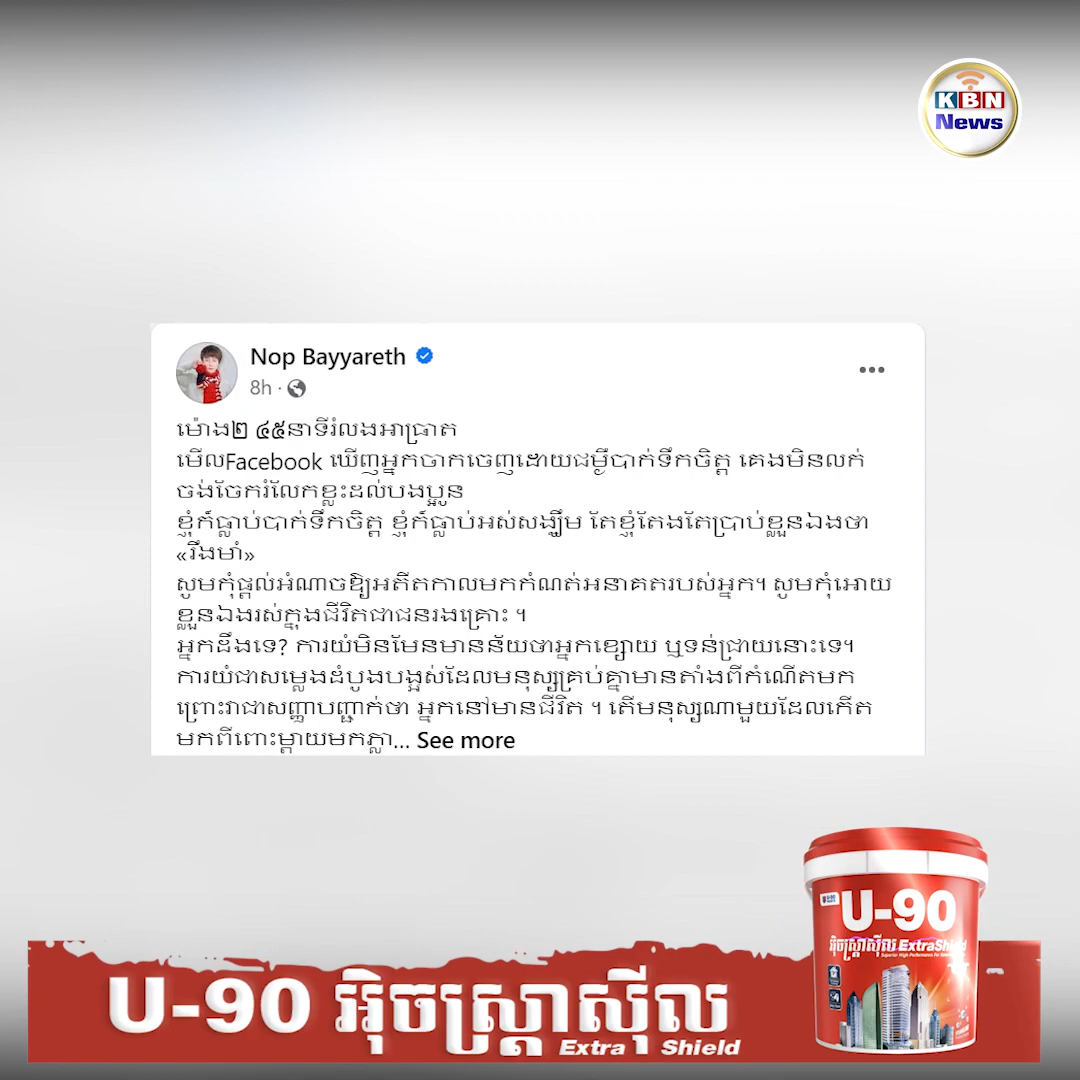 KBN
News
Nop Bayyareth
8h ·
ម៉ោង២ ៤៥នាទីរំលងអាធ្រាត
មើលFacebook ឃើញអ្នកចាកចេញដោយជម្ងឺបាក់ទឹកចិត្ត គេងមិនលក់
ចង់ចែករំលែកខ្លះដល់បងប្អូន
ខ្ញុំក៏ធ្លាប់បាក់ទឹកចិត្ត ខ្ញុំក៏ធ្លាប់អស់សង្ឃឹម តែខ្ញុំតែងតែប្រាប់ខ្លួនឯងថា
«រឹងមាំ»
សូមកុំផ្តល់អំណាចឱ្យអតីតកាលមកកំណត់អនាគតរបស់អ្នក។ សូមកុំអោយ
ខ្លួនឯងរស់ក្នុងជីវិតជាជនរងគ្រោះ ។
អ្នកដឹងទេ? ការយំមិនមែនមានន័យថាអ្នកខ្សោយ ឬទន់ជ្រាយនោះទេ។
ការយំជាសម្លេងដំបូងបង្អស់ដែលមនុស្សគ្រប់គ្នាមានតាំងពីកំណើតមក
ព្រោះវាជាសញ្ញាបញ្ជាក់ថា អ្នកនៅមានជីវិត ។ តើមនុស្សណាមួយដែលកើត
មកពីពោះម្តាយមកភ្លា... See more
U-90
អ៊ិចស្ត្រាស៊ីល ExtraShield
U-90 អ៊ិចស្ត្រាស៊ីល
Extra Shield